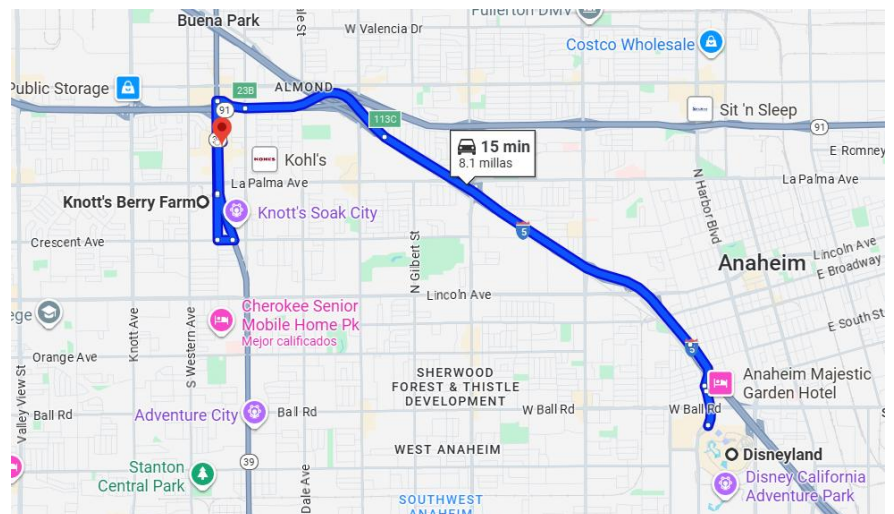 Fullerton DMV
Buena Park
W Valencia Dr
Costco Wholesale
Public Storage
23B
ALMOND
91
113C
Sit 'n Sleep
91
15 min
8.1 millas
E Romney
Kohl's
KOHL'S
La Palma Ave
La Palma Ave
N Harbor Blvd
Knott's Berry Farm
Knott's Soak City
5
Crescent Ave
N Gilbert St
Lincoln Ave
Anaheim
E Broadway
Lincoln Ave
Cherokee Senior
Mobile Home Pk
Mejor calificados
E South St
Knott Ave
S Western Ave
5
Orange Ave
SHERWOOD
FOREST & THISTLE
DEVELOPMENT
Anaheim Majestic
Garden Hotel
Valley View St
Ball Rd
Adventure City
Ball Rd
W Ball Rd
W Ball Rd
WEST ANAHEIM
Disneyland
39
Stanton
Central Park
Dale Ave
Disney California
Adventure Park
SOUTHWEST
ANAHEIM